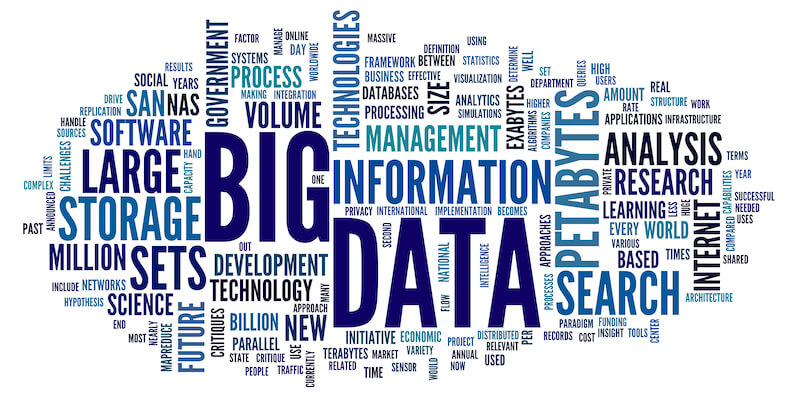 BIG
DATA
INFORMATION
PETABYTES
SEARCH
ANALYSIS
STORAGE
LARGE
SETS
TECHNOLOGIES
MANAGEMENT
INTERNET
RESEARCH
SOFTWARE
MILLION
GOVERNMENT
VOLUME
PROCESS
SAN
NAS
DEVELOPMENT
TECHNOLOGY
SCIENCE
FUTURE
NEW
BILLION
LEARNING
WORLD
BASED
SIZE
EXABYTES
DATABASES
PROCESSING
ANALYTICS
FACTOR
MANAGE
ONLINE
DAY
WORLDWIDE
SYSTEMS
MAKING
INTEGRATION
RESULTS
SOCIAL
YEARS
DRIVE
REPLICATION
HANDLE
SOURCES
CHALLENGES
LIMITS
COMPLEX
ANNOUNCED
PAST
HAND
CAPACITY
ONE
MASSIVE
DEFINITION
USING
FRAMEWORK
BETWEEN
STATISTICS
BUSINESS
EFFECTIVE
VISUALIZATION
DETERMINE
WELL
SIMULATIONS
HIGHER
ALGORITHMS
COMPANIES
SET
DEPARTMENT
QUERIES
HIGH
USERS
AMOUNT
REAL
RATE
STRUCTURE
WORK
APPLICATIONS
INFRASTRUCTURE
TERMS
PRIVATE
YEAR
CAPABILITIES
LESS
HUGE
SUCCESSFUL
NEEDED
USES
COMPARED
EVERY
VARIOUS
TIMES
SHARED
ARCHITECTURE
PRIVACY
INTERNATIONAL
IMPLEMENTATION
BECOMES
SECOND
NATIONAL
FLOW
INTELLIGENCE
APPROACHES
PROCESSES
OUT
INCLUDE
NETWORKS
HYPOTHESIS
END
MOST
NEARLY
MAPREDUCE
CRITIQUES
APPROACH
MANY
PARALLEL
STATE
CRITIQUE
USE
PEOPLE
TRAFFIC
CURRENTLY
INITIATIVE
ECONOMIC
TERABYTES
MARKET
VARIETY
RELATED
TIME
SENSOR
WOULD
PROJECT
ANNUAL
NOW
DISTRIBUTED
RELEVANT
USED
PER
PARADIGM
FUNDING
RECORDS
COST
INSIGHT
TOOLS
CENTER